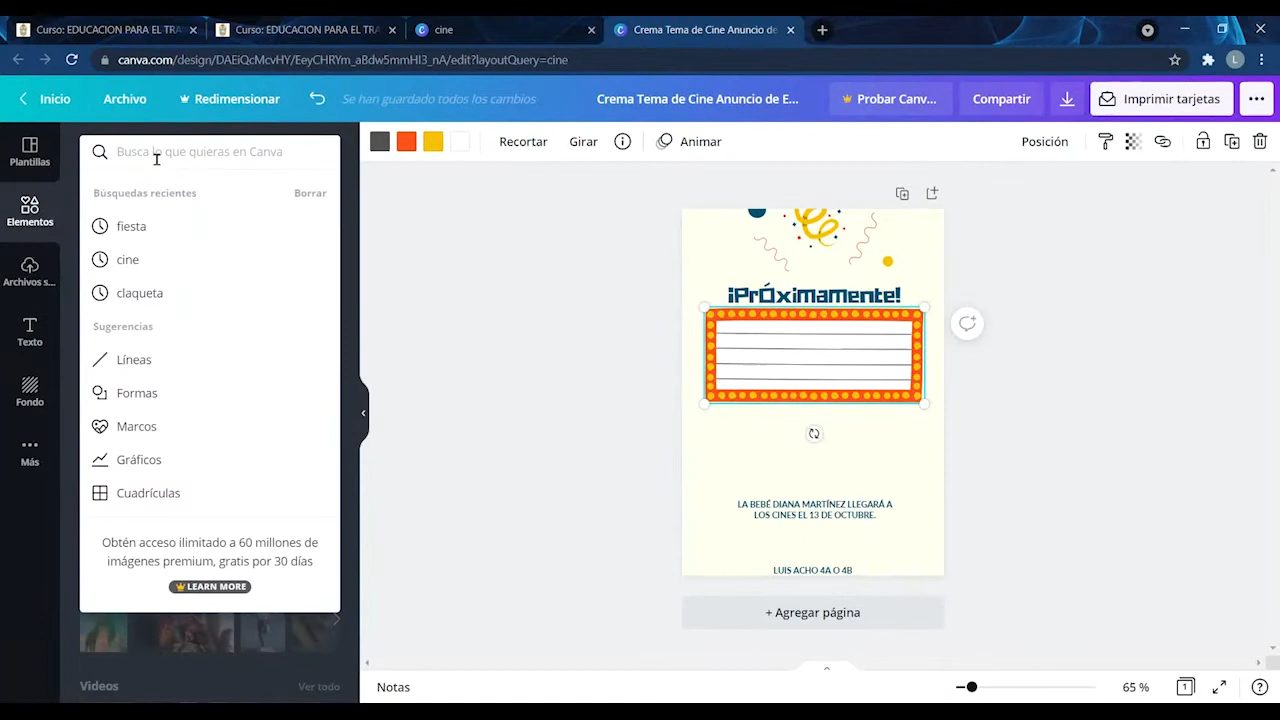 Curso: EDUCACION PARA EL TRA
Curso: EDUCACION PARA EL TRA
cine
Crema Tema de Cine Anuncio de
canva.com/design/DAEiQcMcvHY/EeyCHRYm_aBdw5mmHI3_nA/edit?layoutQuery=cine
L
Inicio
Archivo
Redimensionar
Se han guardado todos los cambios
Crema Tema de Cine Anuncio de E...
Probar Canv...
Compartir
Imprimir tarjetas
Plantillas
Elementos
Archivos s...
Texto
Fondo
Más
Busca lo que quieras en Canva
Búsquedas recientes
Borrar
fiesta
cine
claqueta
Sugerencias
Líneas
Formas
Marcos
Gráficos
Cuadrículas
Obtén acceso ilimitado a 60 millones de
imágenes premium, gratis por 30 días
LEARN MORE
Videos
Ver todo
Recortar
Girar
Animar
Posición
¡PrÓximamente!
LA BEBÉ DIANA MARTÍNEZ LLEGARÁ A
LOS CINES EL 13 DE OCTUBRE.
LUIS ACHO 4A O 4B
+ Agregar página
Notas
65 %
1